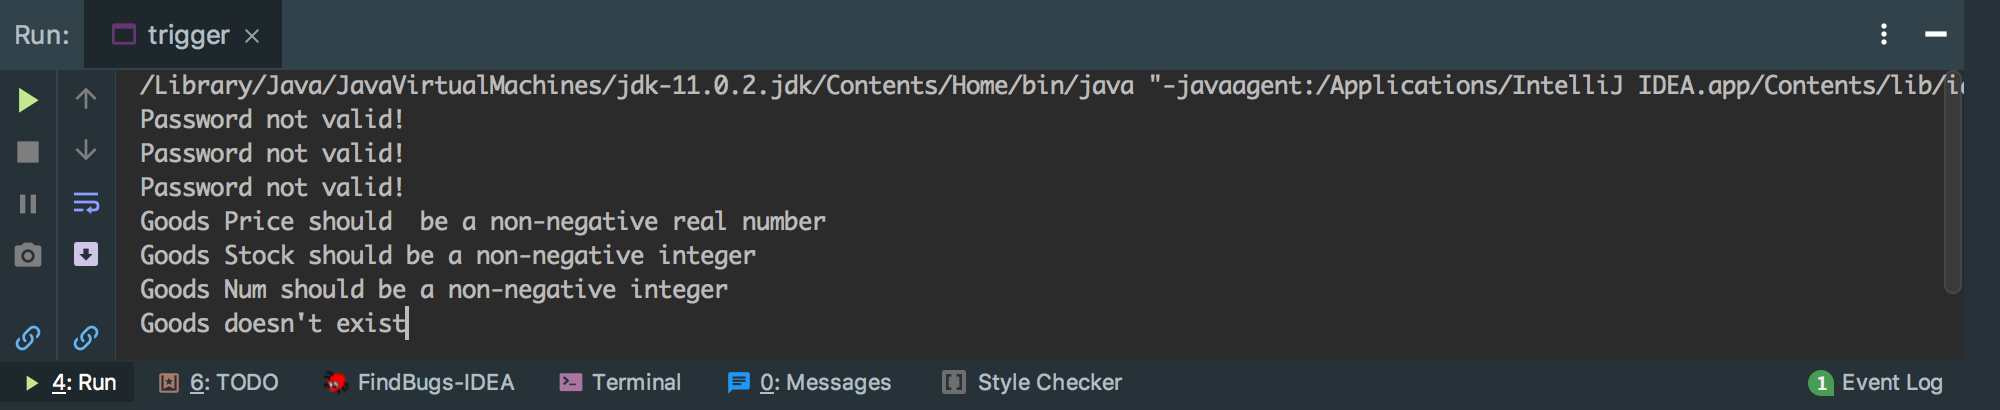 Run: trigger
/Library/Java/JavaVirtualMachines/jdk-11.0.2.jdk/Contents/Home/bin/java "-javaagent:/Applications/IntelliJ IDEA.app/Contents/lib/
Password not valid!
Password not valid!
Password not valid!
Goods Price should  be a non-negative real number
Goods Stock should be a non-negative integer
Goods Num should be a non-negative integer
Goods doesn't exist
4: Run 6: TODO FindBugs-IDEA Terminal 0: Messages Style Checker 1 Event Log